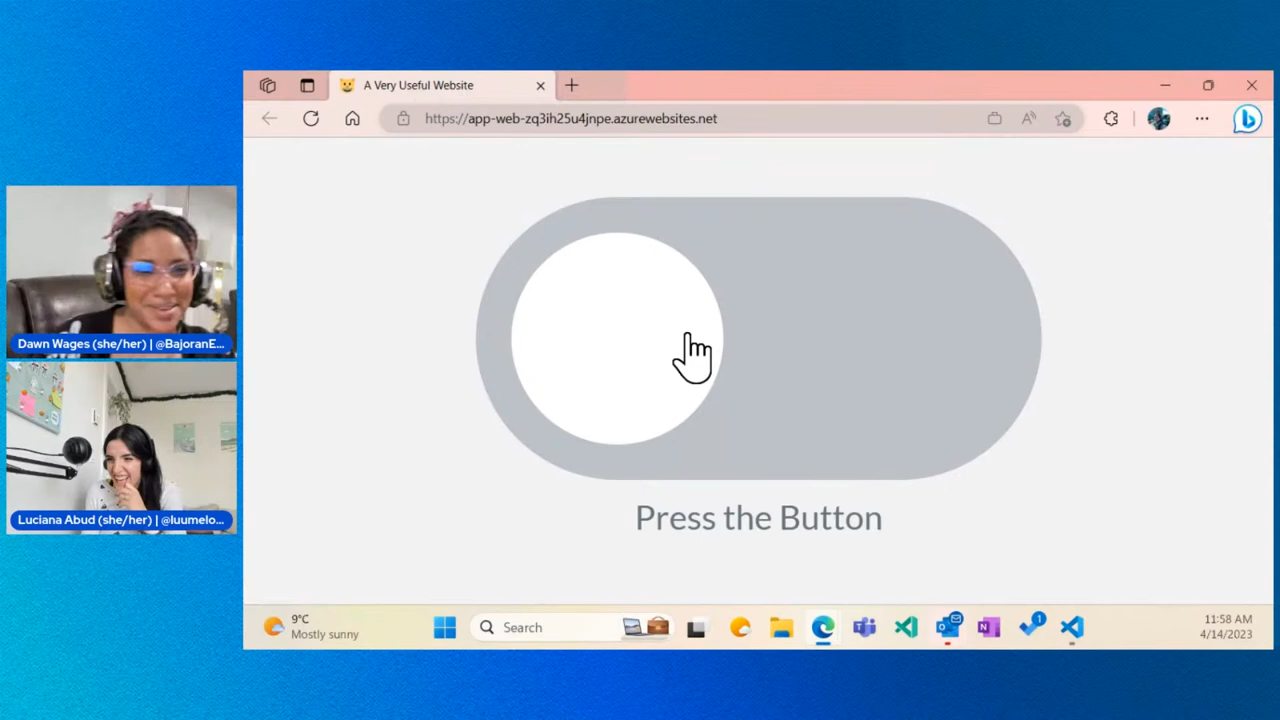 A Very Useful Website
https://app-web-zq3ih25u4jnpe.azurewebsites.net
Dawn Wages (she/her) | @BajoranE...
Luciana Abud (she/her) | @luumelo...
Press the Button
9°C
Mostly sunny
Search
11:58 AM
4/14/2023